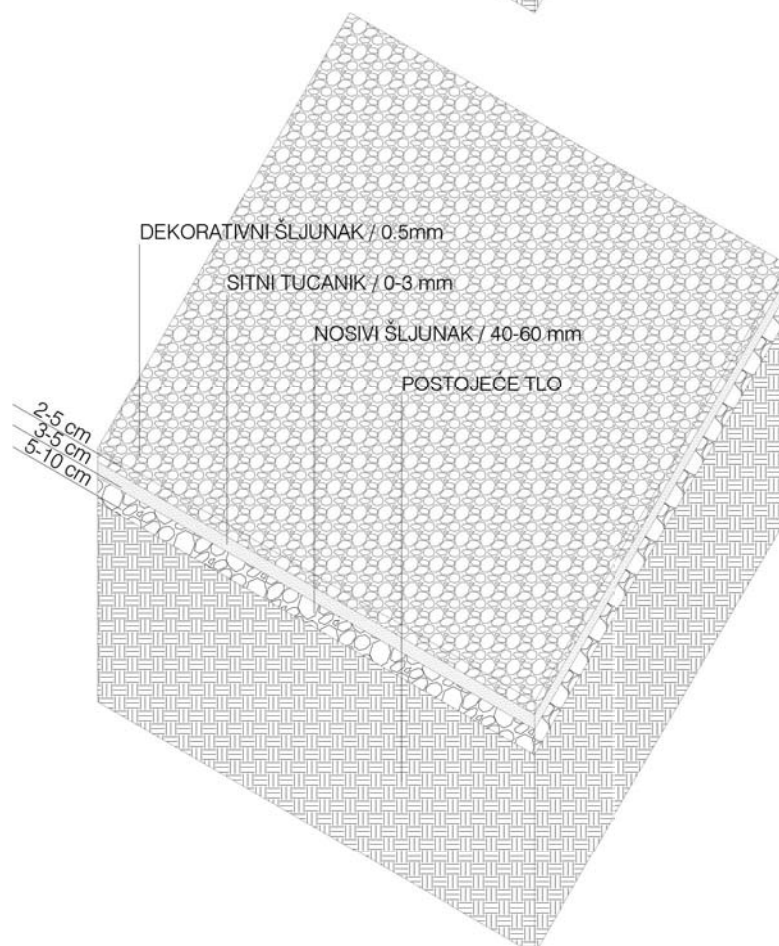 DEKORATIVNI ŠLJUNAK / 0.5mm
SITNI TUCANIK / 0-3 mm
NOSIVI ŠLJUNAK / 40-60 mm
POSTOJEĆE TLO
2-5 cm
3-5 cm
5-10 cm